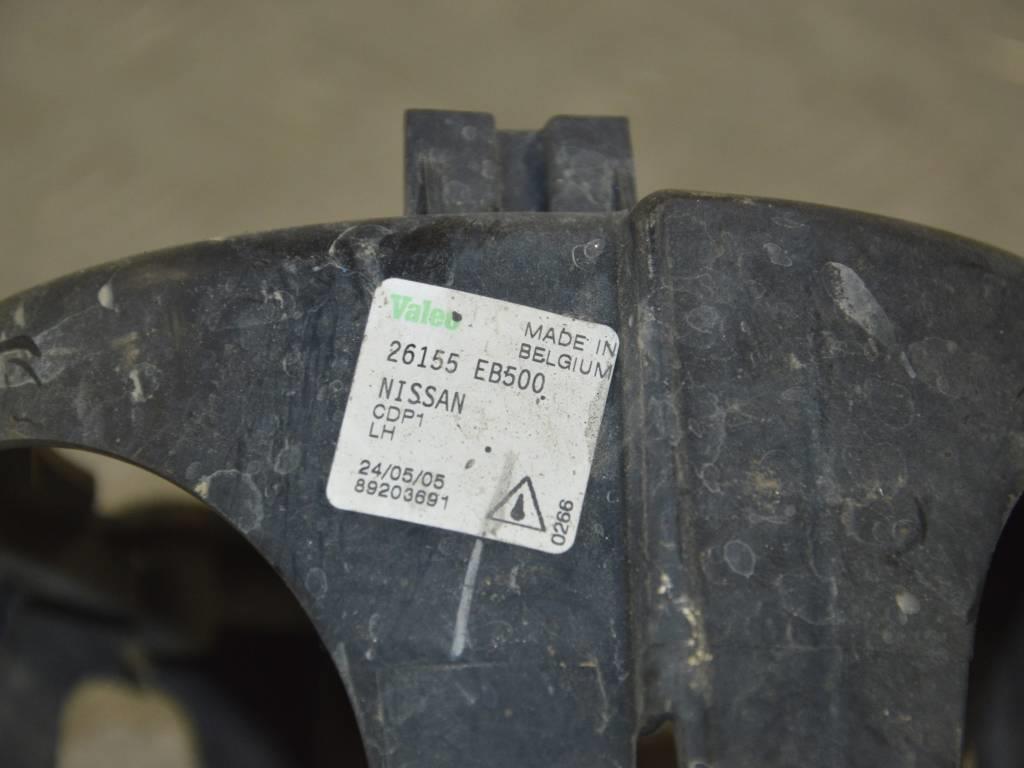 Valeo
MADE IN
BELGIUM
26155 EB500
NISSAN
CDP1
LH
24/05/05
89203691
0266